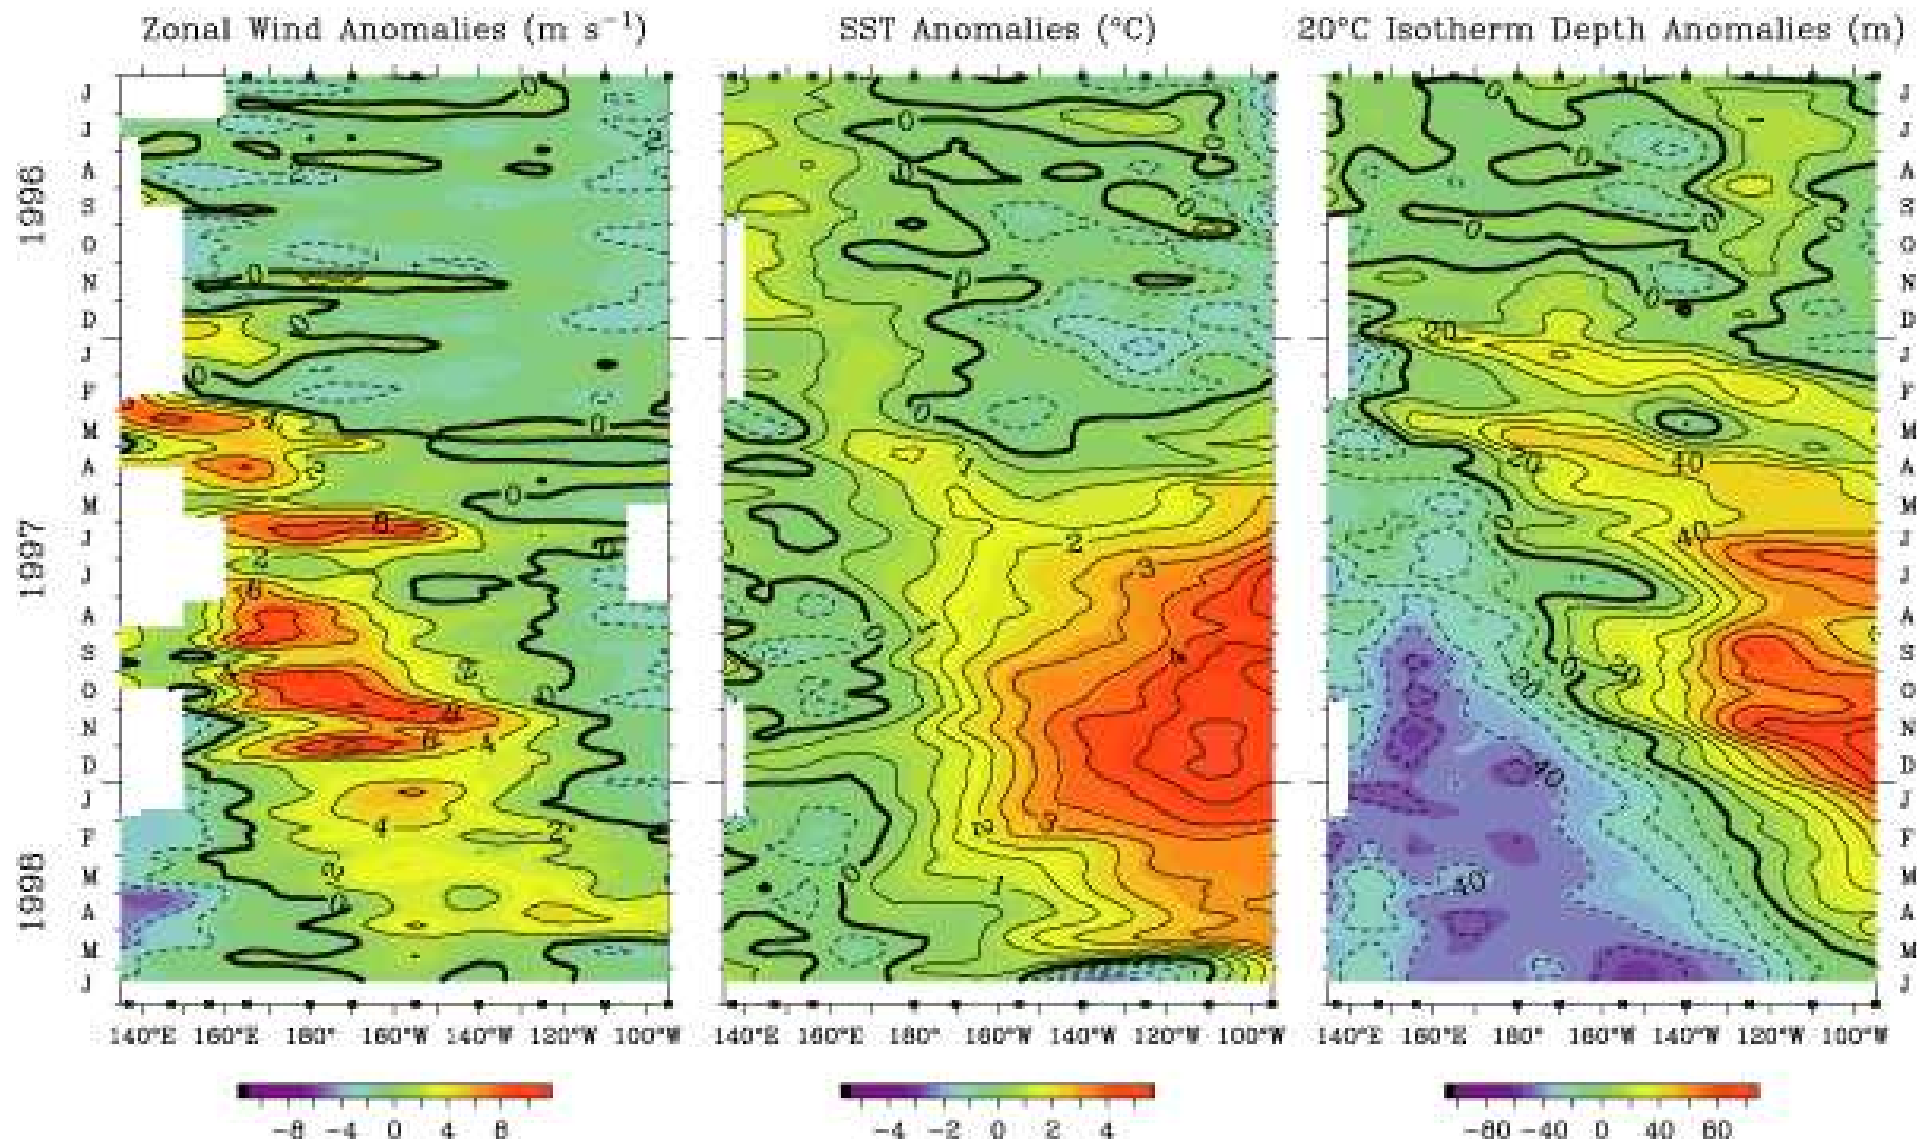 Zonal Wind Anomalies (m s⁻¹)
SST Anomalies (°C)
20°C Isotherm Depth Anomalies (m)
1996
J
J
A
S
O
N
D
1997
J
F
M
A
M
J
J
A
S
O
N
D
1998
J
F
M
A
M
J
J
J
A
S
O
N
D
J
F
M
A
M
J
J
A
S
O
N
D
J
F
M
A
M
J
140°E 160°E 180° 160°W 140°W 120°W 100°W
140°E 160°E 180° 160°W 140°W 120°W 100°W
140°E 160°E 180° 160°W 140°W 120°W 100°W
-8 -4 0 4 8
-4 -2 0 2 4
-80 -40 0 40 80